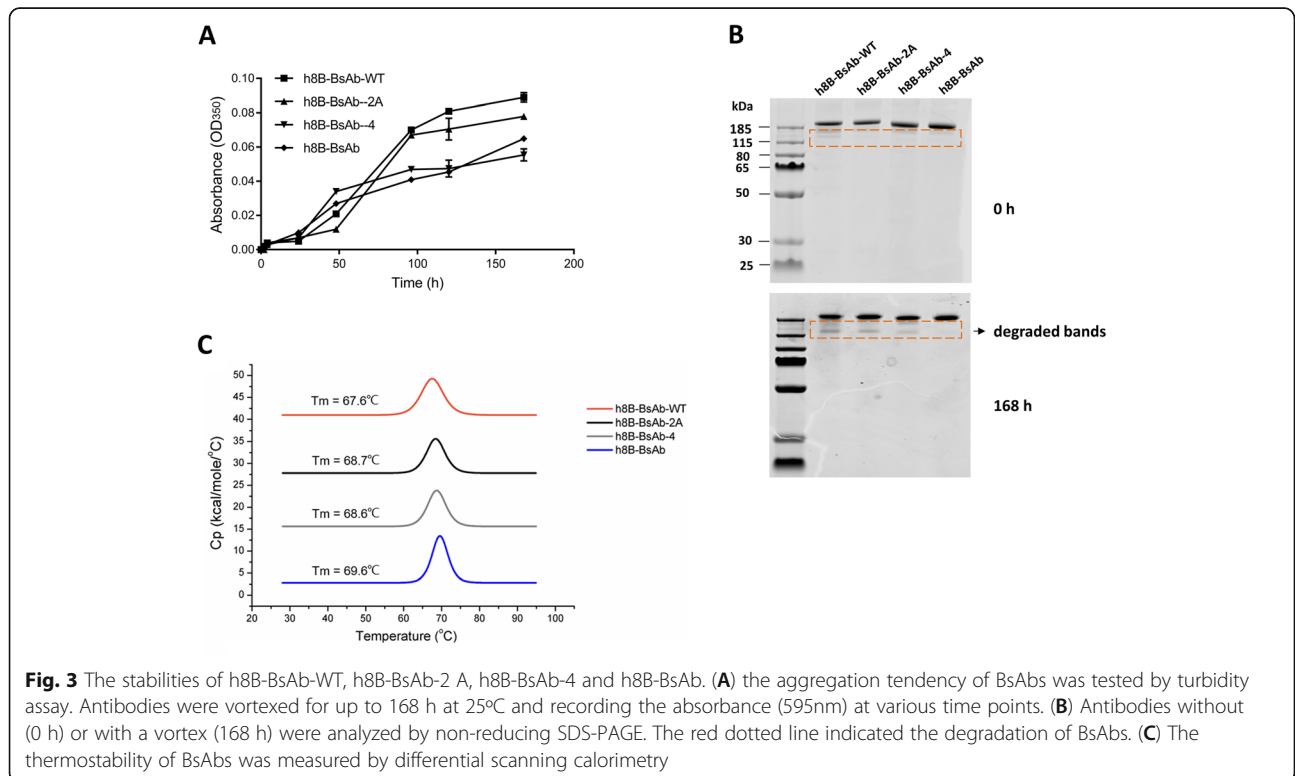 A
0.10
0.08
0.06
0.04
0.02
0.00
Absorbance (OD350)
0
50
100
150
200
Time (h)
h8B-BsAb-WT
h8B-BsAb--2A
h8B-BsAb--4
h8B-BsAb
B
h8B-BsAb-WT
h8B-BsAb-2A
h8B-BsAb-4
h8B-BsAb
kDa
185
115
80
65
50
30
25
0 h
degraded bands
168 h
C
50
45
40
35
30
25
20
15
10
5
0
Cp (kcal/mole/°C)
Tm = 67.6℃
Tm = 68.7℃
Tm = 68.6℃
Tm = 69.6℃
20
30
40
50
60
70
80
90
100
Temperature (°C)
h8B-BsAb-WT
h8B-BsAb-2A
h8B-BsAb-4
h8B-BsAb
Fig. 3 The stabilities of h8B-BsAb-WT, h8B-BsAb-2 A, h8B-BsAb-4 and h8B-BsAb. (A) the aggregation tendency of BsAbs was tested by turbidity
assay. Antibodies were vortexed for up to 168 h at 25ºC and recording the absorbance (595nm) at various time points. (B) Antibodies without
(0 h) or with a vortex (168 h) were analyzed by non-reducing SDS-PAGE. The red dotted line indicated the degradation of BsAbs. (C) The
thermostability of BsAbs was measured by differential scanning calorimetry